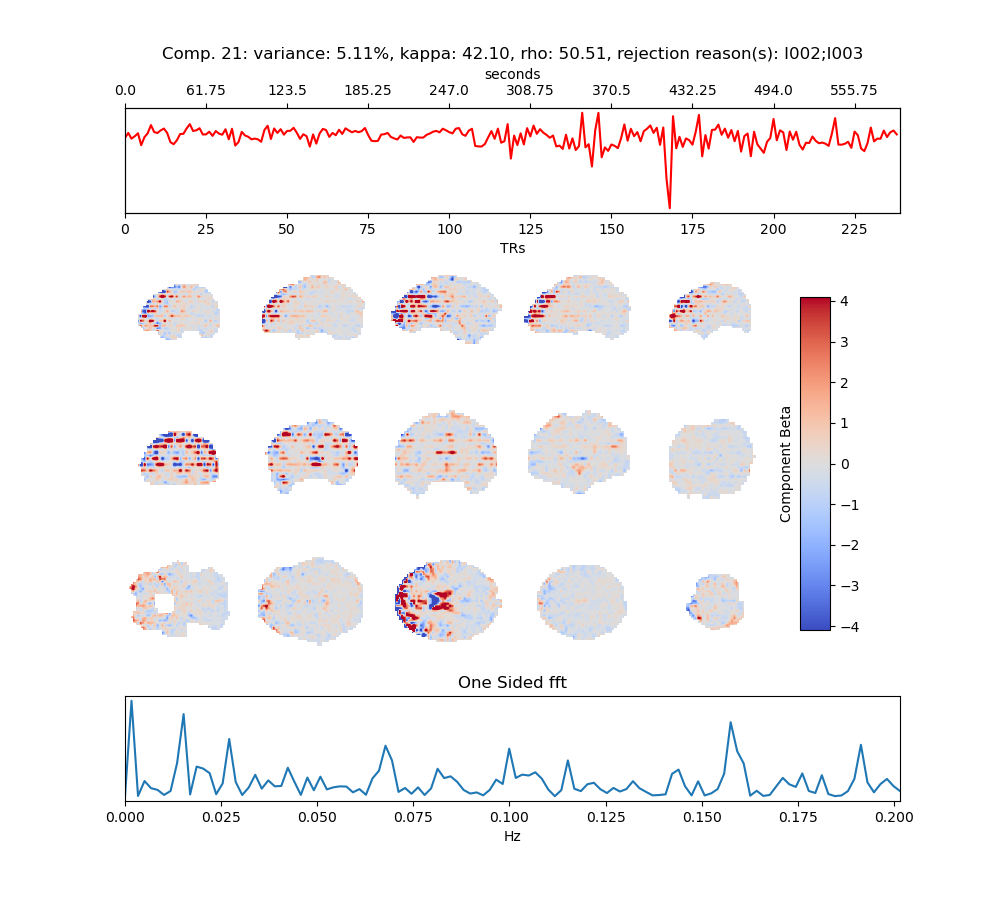 Comp. 21: variance: 5.11%, kappa: 42.10, rho: 50.51, rejection reason(s): I002;I003
seconds
0.0 61.75 123.5 185.25 247.0 308.75 370.5 432.25 494.0 555.75
0 25 50 75 100 125 150 175 200 225
TRs
4
3
2
1
0
−1
−2
−3
−4
Component Beta
One Sided fft
0.000 0.025 0.050 0.075 0.100 0.125 0.150 0.175 0.200
Hz